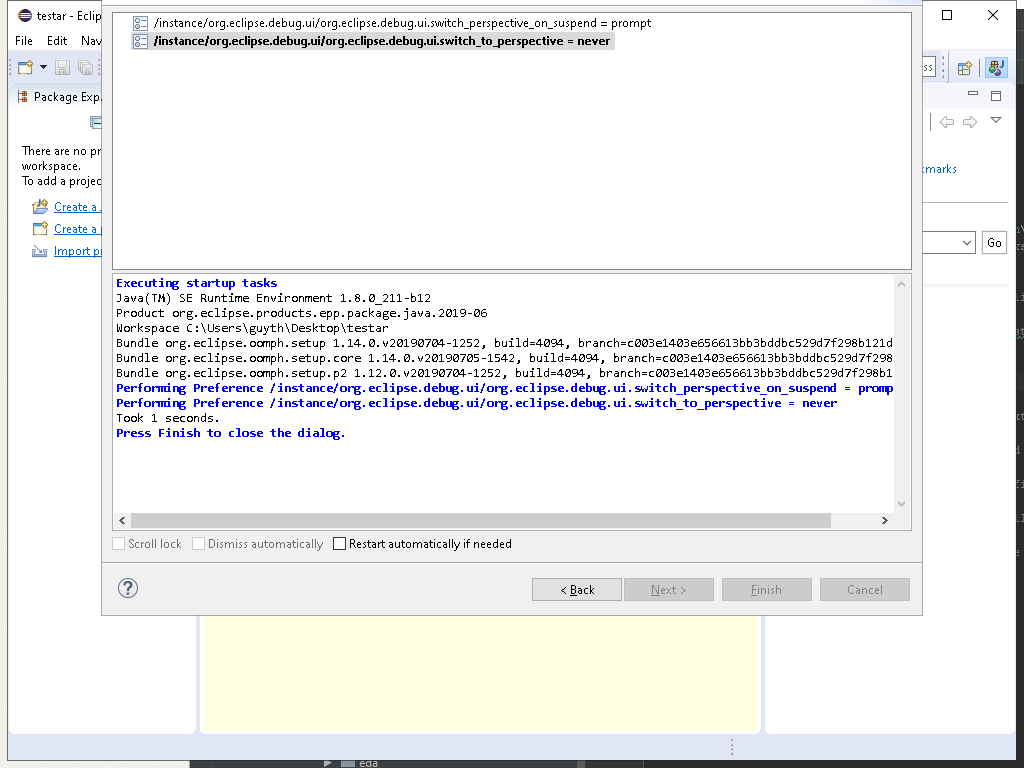 testar - Eclip
/instance/org.eclipse.debug.ui/org.eclipse.debug.ui.switch_perspective_on_suspend = prompt
File Edit Nav
/instance/org.eclipse.debug.ui/org.eclipse.debug.ui.switch_to_perspective = never
ss
Package Exp
There are no pr
workspace.
To add a projec
kmarks
Create a
Create a
Go
Import p
Executing startup tasks
Java(TM) SE Runtime Environment 1.8.0_211-b12
Product org.eclipse.products.epp.package.java.2019-06
Workspace C:\Users\guyth\Desktop\testar
Bundle org.eclipse.oomph.setup 1.14.0.v20190704-1252, build=4094, branch=c003e1403e656613bb3bddbc529d7f298b121d
Bundle org.eclipse.oomph.setup.core 1.14.0.v20190705-1542, build=4094, branch=c003e1403e656613bb3bddbc529d7f298
Bundle org.eclipse.oomph.setup.p2 1.12.0.v20190704-1252, build=4094, branch=c003e1403e656613bb3bddbc529d7f298b1
Performing Preference /instance/org.eclipse.debug.ui/org.eclipse.debug.ui.switch_perspective_on_suspend = promp
Performing Preference /instance/org.eclipse.debug.ui/org.eclipse.debug.ui.switch_to_perspective = never
Took 1 seconds.
Press Finish to close the dialog.
Scroll lock Dismiss automatically Restart automatically if needed
? < Back Next > Finish Cancel
eda